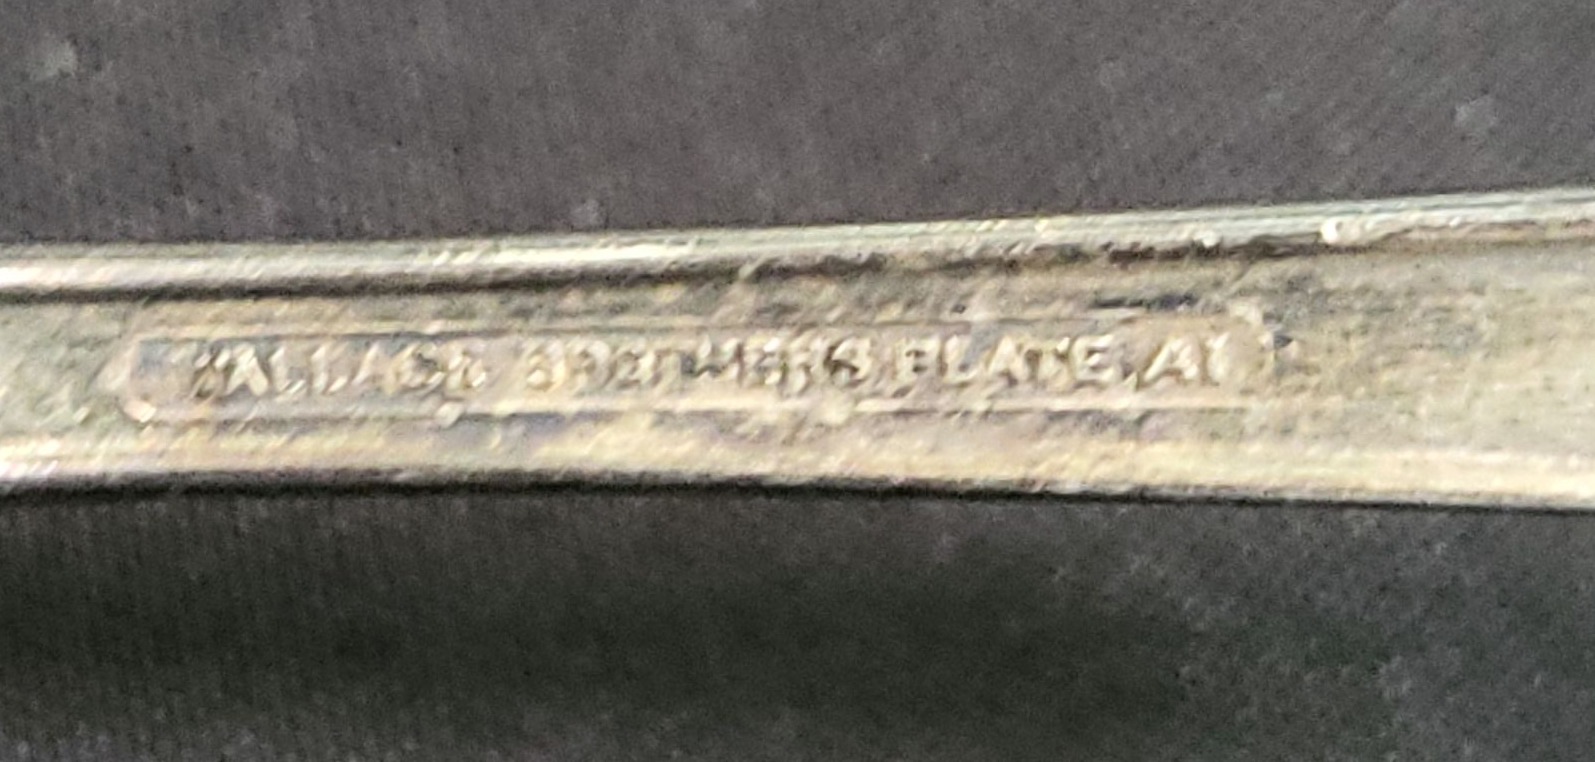 WALLACE BROTHERS PLATE. A1